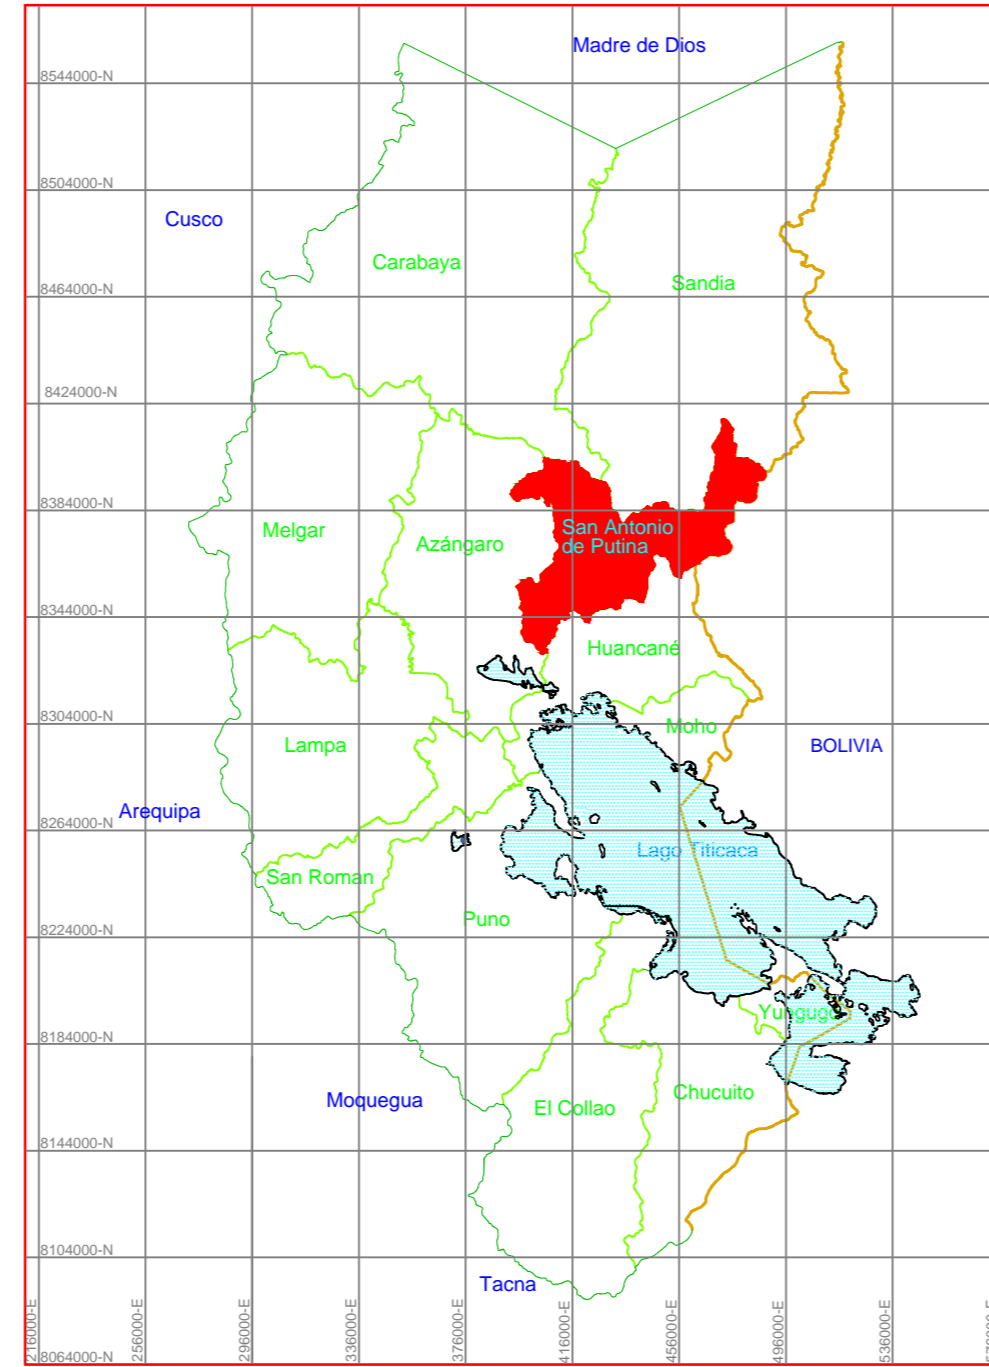 Madre de Dios
8544000-N
8504000-N
Cusco
Carabaya
Sandia
8464000-N
8424000-N
8384000-N
San Antonio
de Putina
Melgar
Azángaro
8344000-N
Huancané
8304000-N
Moho
Lampa
BOLIVIA
Arequipa
8264000-N
Lago Titicaca
San Roman
Puno
8224000-N
Yunguyo
8184000-N
Chucuito
Moquegua
El Collao
8144000-N
8104000-N
Tacna
8064000-N
216000-E
256000-E
296000-E
336000-E
376000-E
416000-E
456000-E
496000-E
536000-E